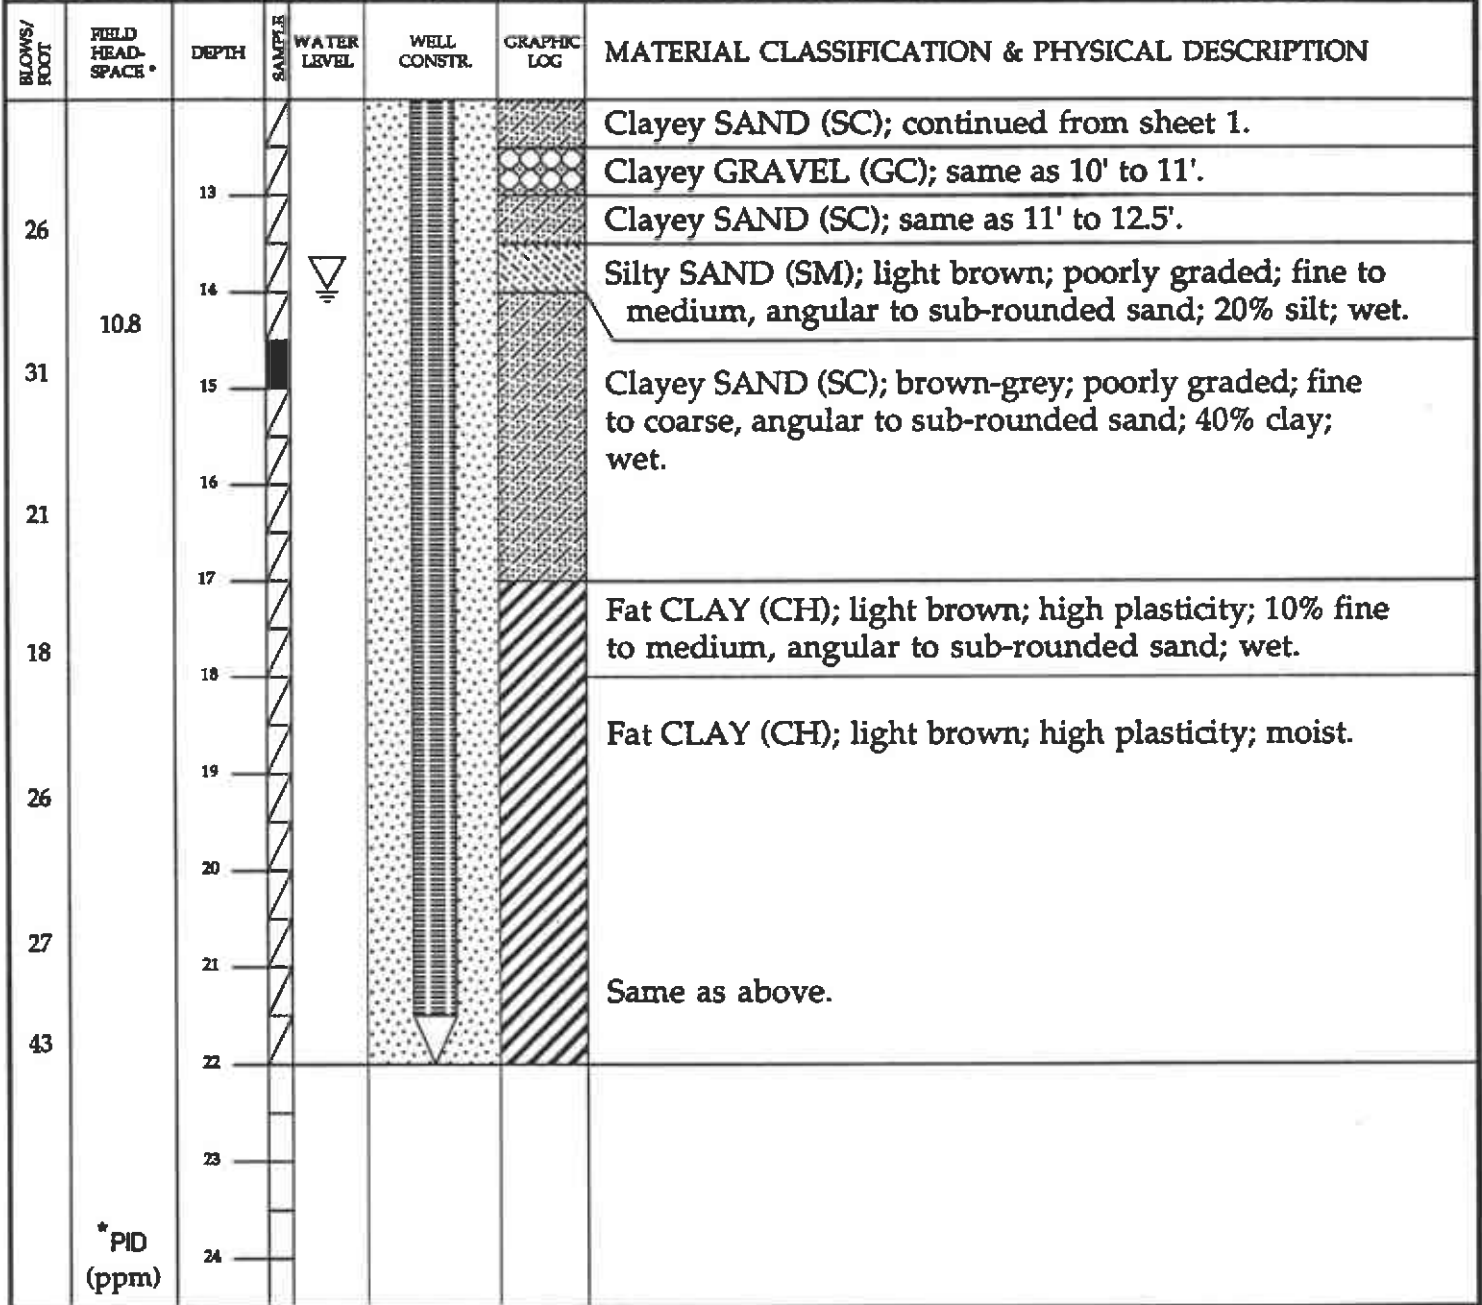 BLOWS/
FOOT
FIELD
HEAD-
SPACE *
DEPTH
SAMPLE
WATER
LEVEL
WELL
CONSTR.
GRAPHIC
LOG
MATERIAL CLASSIFICATION & PHYSICAL DESCRIPTION
Clayey SAND (SC); continued from sheet 1.
Clayey GRAVEL (GC); same as 10' to 11'.
13
Clayey SAND (SC); same as 11' to 12.5'.
26
Silty SAND (SM); light brown; poorly graded; fine to
medium, angular to sub-rounded sand; 20% silt; wet.
14
10.8
31
15
Clayey SAND (SC); brown-grey; poorly graded; fine
to coarse, angular to sub-rounded sand; 40% clay;
wet.
16
21
17
Fat CLAY (CH); light brown; high plasticity; 10% fine
to medium, angular to sub-rounded sand; wet.
18
18
Fat CLAY (CH); light brown; high plasticity; moist.
19
26
20
27
21
Same as above.
43
22
23
24
*PID
(ppm)